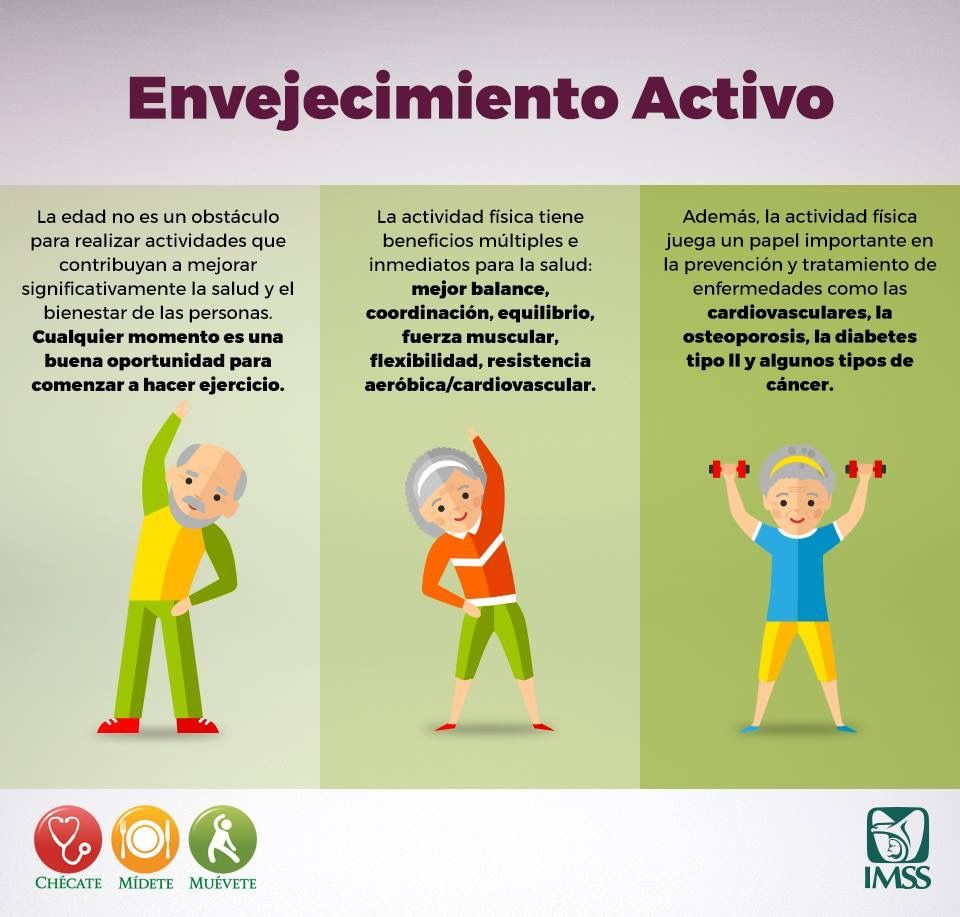 Envejecimiento Activo
La edad no es un obstáculo
para realizar actividades que
contribuyan a mejorar
significativamente la salud y el
bienestar de las personas.
Cualquier momento es una
buena oportunidad para
comenzar a hacer ejercicio.
La actividad física tiene
beneficios múltiples e
inmediatos para la salud:
mejor balance,
coordinación, equilibrio,
fuerza muscular,
flexibilidad, resistencia
aeróbica/cardiovascular.
Además, la actividad física
juega un papel importante en
la prevención y tratamiento de
enfermedades como las
cardiovasculares, la
osteoporosis, la diabetes
tipo II y algunos tipos de
cáncer.
CHÉCATE MÍDETE MUÉVETE
IMSS